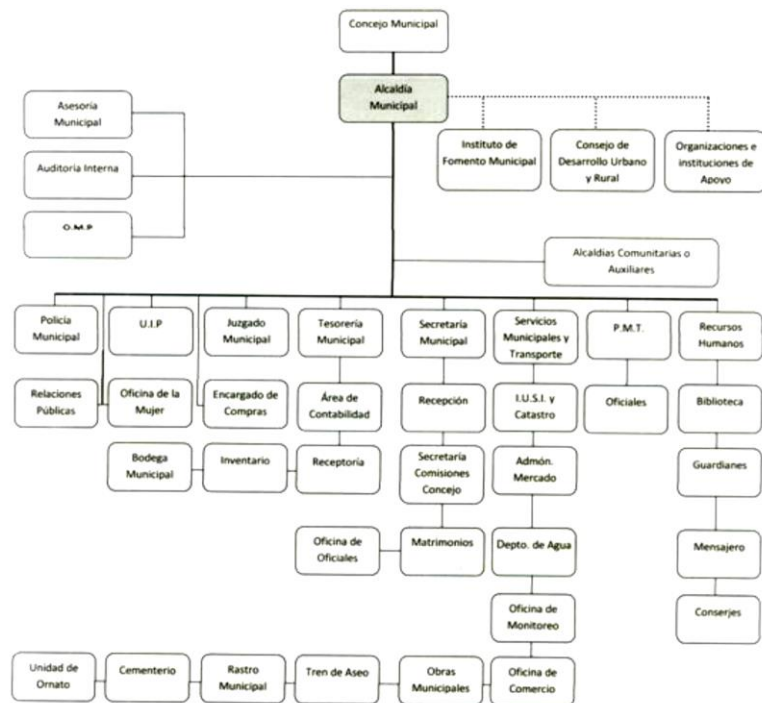 Concejo Municipal
Alcaldía
Municipal
Asesoría
Municipal
Auditoría Interna
O.M.P
Instituto de
Fomento Municipal
Consejo de
Desarrollo Urbano
y Rural
Organizaciones e
instituciones de
Apoyo
Alcaldías Comunitarias o
Auxiliares
Policía
Municipal
U.I.P
Juzgado
Municipal
Tesorería
Municipal
Secretaría
Municipal
Servicios
Municipales y
Transporte
P.M.T.
Recursos
Humanos
Relaciones
Públicas
Oficina de la
Mujer
Encargado de
Compras
Área de
Contabilidad
Recepción
I.U.S.I. y
Catastro
Oficiales
Biblioteca
Bodega
Municipal
Inventario
Receptoría
Secretaría
Comisiones
Concejo
Admón.
Mercado
Guardianes
Oficina de
Oficiales
Matrimonios
Depto. de Agua
Mensajero
Oficina de
Monitoreo
Conserjes
Unidad de
Ornato
Cementerio
Rastro
Municipal
Tren de Aseo
Obras
Municipales
Oficina de
Comercio